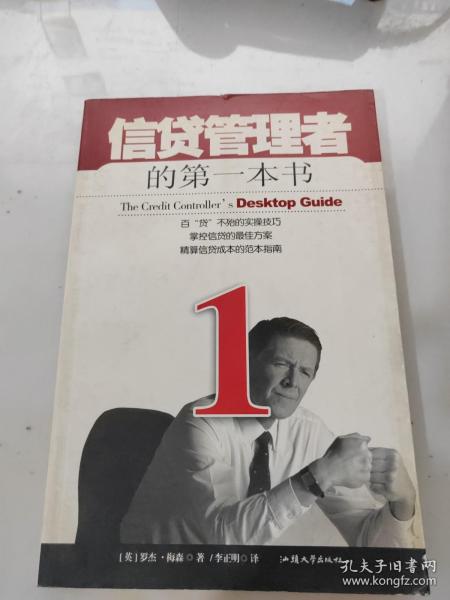 信贷管理者
的第一本书
The Credit Controller's Desktop Guide
百“贷”不殆的实操技巧
掌控信贷的最佳方案
精算信贷成本的范本指南
1
[英]罗杰·梅森 著/李正明 译
汕头大学出版社
孔夫子旧书网
book.kongfz.com